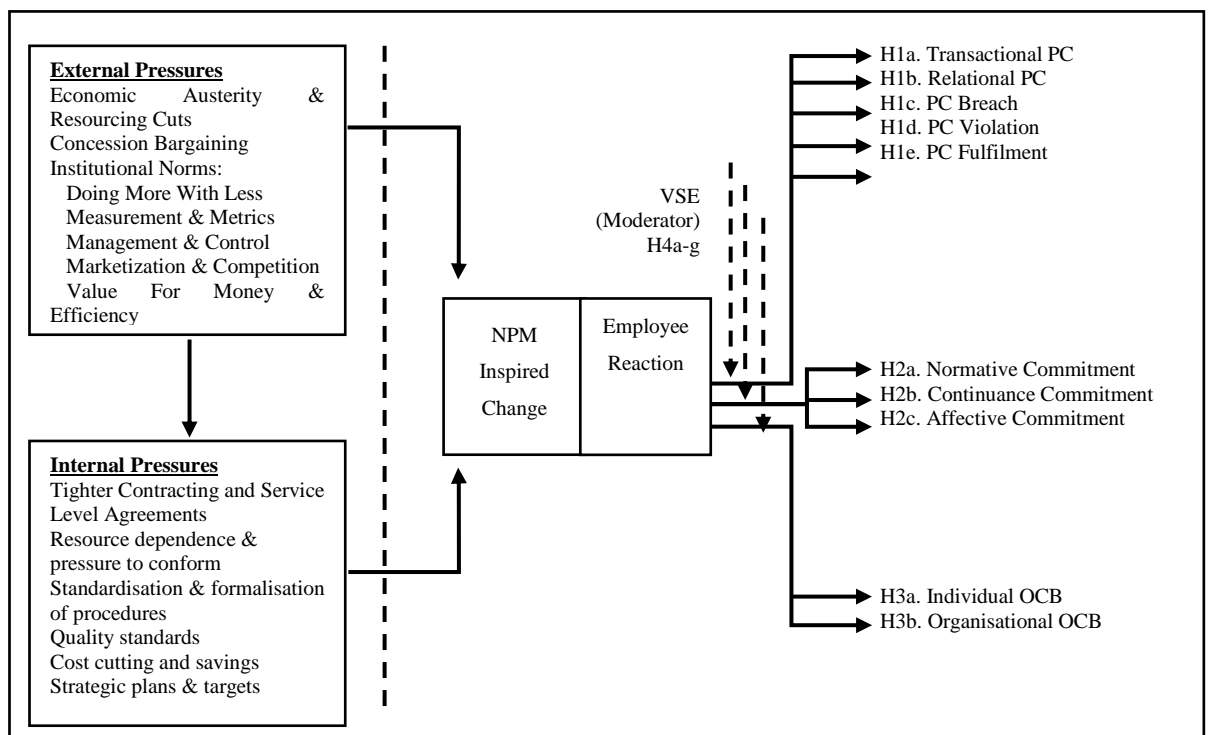 External Pressures
Economic Austerity &
Resourcing Cuts
Concession Bargaining
Institutional Norms:
Doing More With Less
Measurement & Metrics
Management & Control
Marketization & Competition
Value For Money &
Efficiency
Internal Pressures
Tighter Contracting and Service
Level Agreements
Resource dependence &
pressure to conform
Standardisation & formalisation
of procedures
Quality standards
Cost cutting and savings
Strategic plans & targets
NPM
Inspired
Change
Employee
Reaction
VSE
(Moderator)
H4a-g
H1a. Transactional PC
H1b. Relational PC
H1c. PC Breach
H1d. PC Violation
H1e. PC Fulfilment
H2a. Normative Commitment
H2b. Continuance Commitment
H2c. Affective Commitment
H3a. Individual OCB
H3b. Organisational OCB